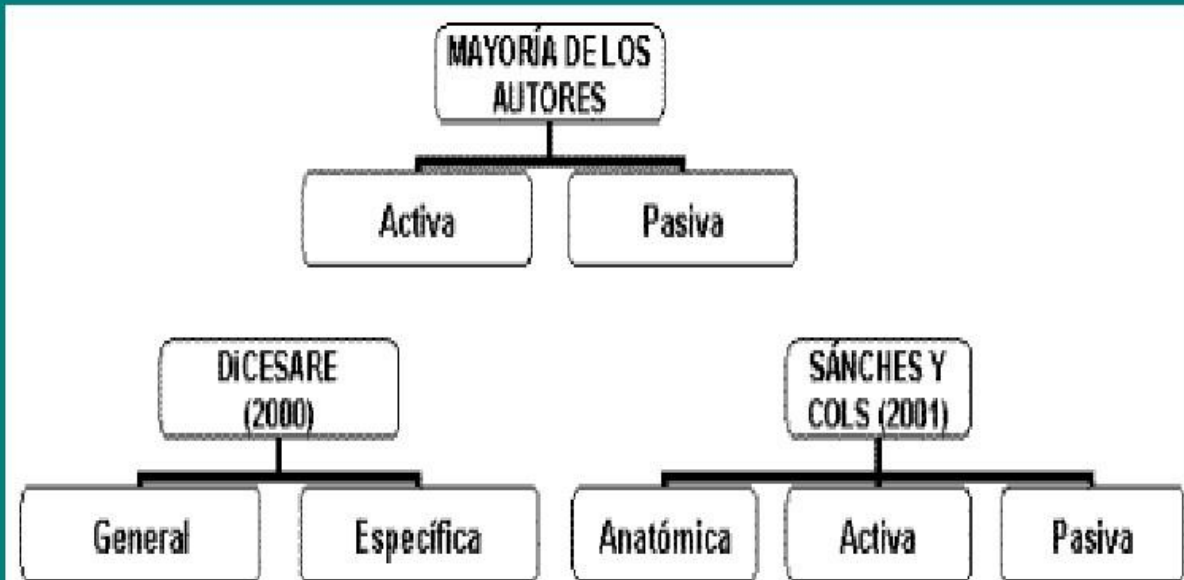 MAYORÍA DE LOS
AUTORES
Activa
Pasiva
DiCESARE
(2000)
SÁNCHES Y
COLS (2001)
General
Específica
Anatómica
Activa
Pasiva